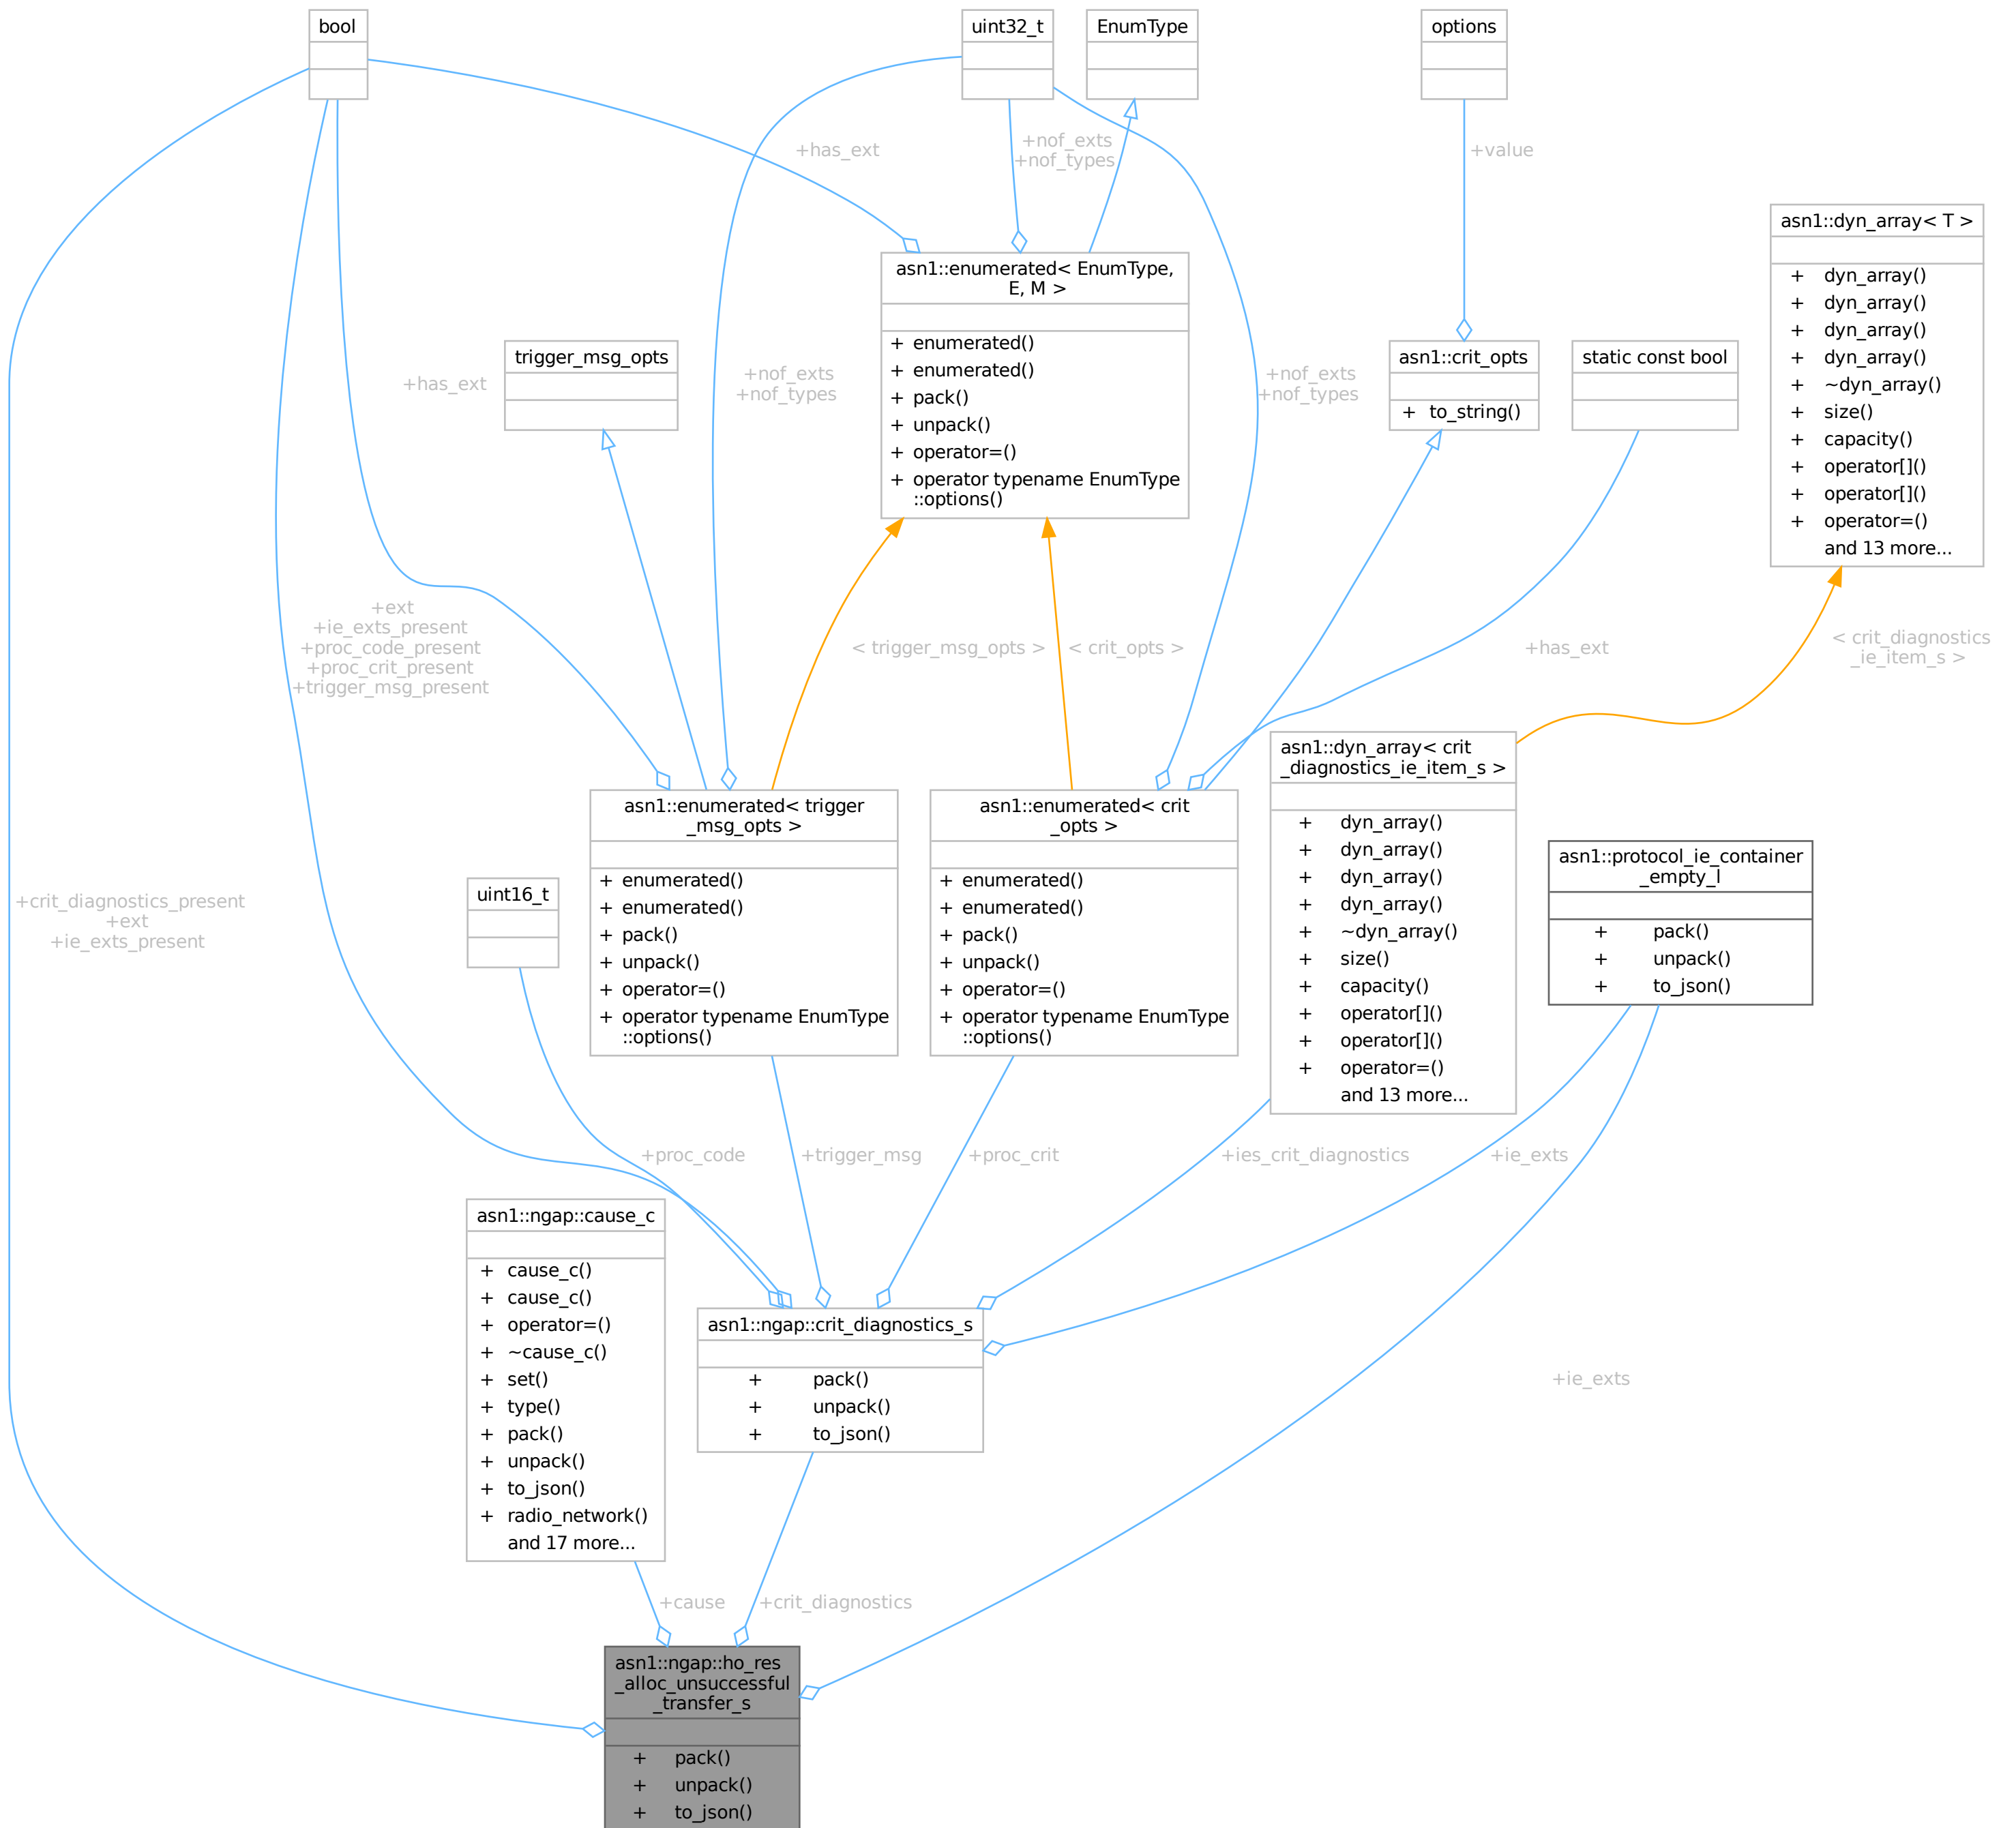 bool
uint32_t
EnumType
options
+has_ext
+nof_exts
+nof_types
+value
asn1::dyn_array< T >
+ dyn_array()
+ dyn_array()
+ dyn_array()
+ dyn_array()
+ ~dyn_array()
+ size()
+ capacity()
+ operator[]()
+ operator[]()
+ operator=()
and 13 more...
asn1::enumerated< EnumType,
E, M >
+ enumerated()
+ enumerated()
+ pack()
+ unpack()
+ operator=()
+ operator typename EnumType
::options()
trigger_msg_opts
+has_ext
+nof_exts
+nof_types
+nof_exts
+nof_types
asn1::crit_opts
+ to_string()
static const bool
+ext
+ie_exts_present
+proc_code_present
+proc_crit_present
+trigger_msg_present
< trigger_msg_opts >
< crit_opts >
+has_ext
< crit_diagnostics
_ie_item_s >
asn1::enumerated< trigger
_msg_opts >
+ enumerated()
+ enumerated()
+ pack()
+ unpack()
+ operator=()
+ operator typename EnumType
::options()
asn1::enumerated< crit
_opts >
+ enumerated()
+ enumerated()
+ pack()
+ unpack()
+ operator=()
+ operator typename EnumType
::options()
asn1::dyn_array< crit
_diagnostics_ie_item_s >
+ dyn_array()
+ dyn_array()
+ dyn_array()
+ dyn_array()
+ ~dyn_array()
+ size()
+ capacity()
+ operator[]()
+ operator[]()
+ operator=()
and 13 more...
asn1::protocol_ie_container
_empty_l
+ pack()
+ unpack()
+ to_json()
uint16_t
+crit_diagnostics_present
+ext
+ie_exts_present
+proc_code
+trigger_msg
+proc_crit
+ies_crit_diagnostics
+ie_exts
asn1::ngap::cause_c
+ cause_c()
+ cause_c()
+ operator=()
+ ~cause_c()
+ set()
+ type()
+ pack()
+ unpack()
+ to_json()
+ radio_network()
and 17 more...
asn1::ngap::crit_diagnostics_s
+ pack()
+ unpack()
+ to_json()
+ie_exts
+cause
+crit_diagnostics
asn1::ngap::ho_res
_alloc_unsuccessful
_transfer_s
+ pack()
+ unpack()
+ to_json()